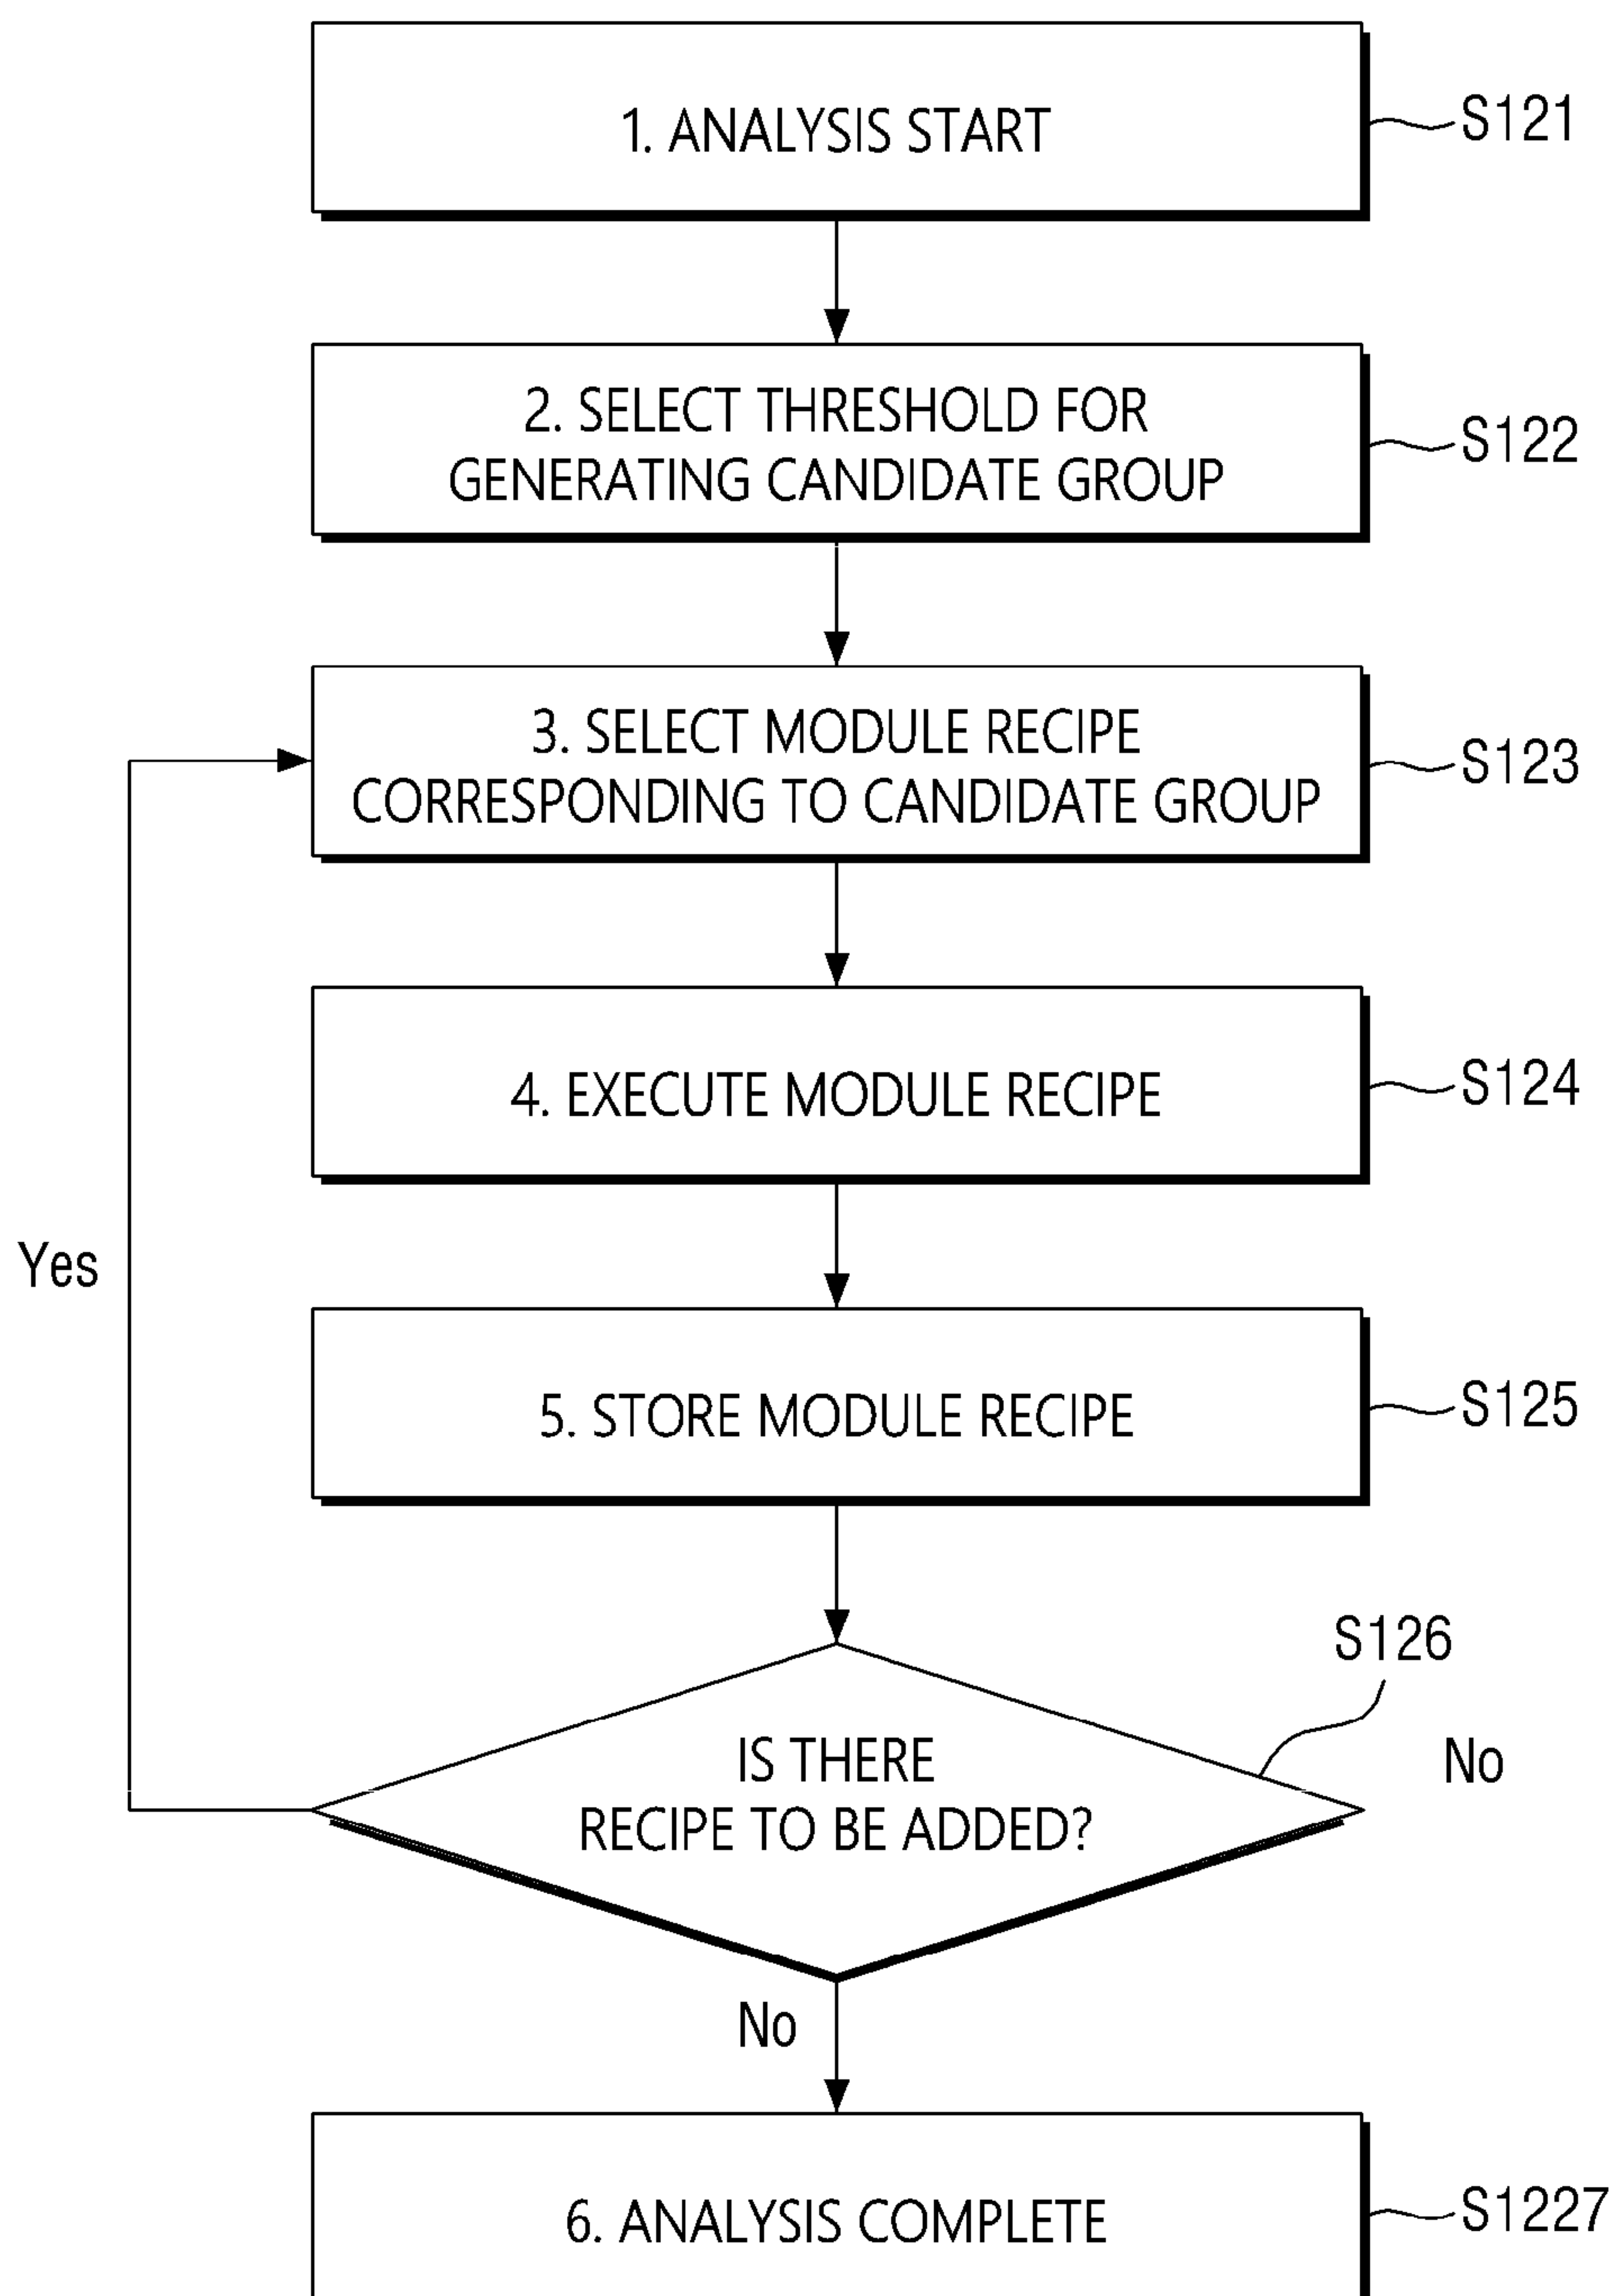 1. ANALYSIS START
S121
2. SELECT THRESHOLD FOR
GENERATING CANDIDATE GROUP
S122
3. SELECT MODULE RECIPE
CORRESPONDING TO CANDIDATE GROUP
S123
4. EXECUTE MODULE RECIPE
S124
Yes
5. STORE MODULE RECIPE
S125
S126
IS THERE
RECIPE TO BE ADDED?
No
No
6. ANALYSIS COMPLETE
S1227